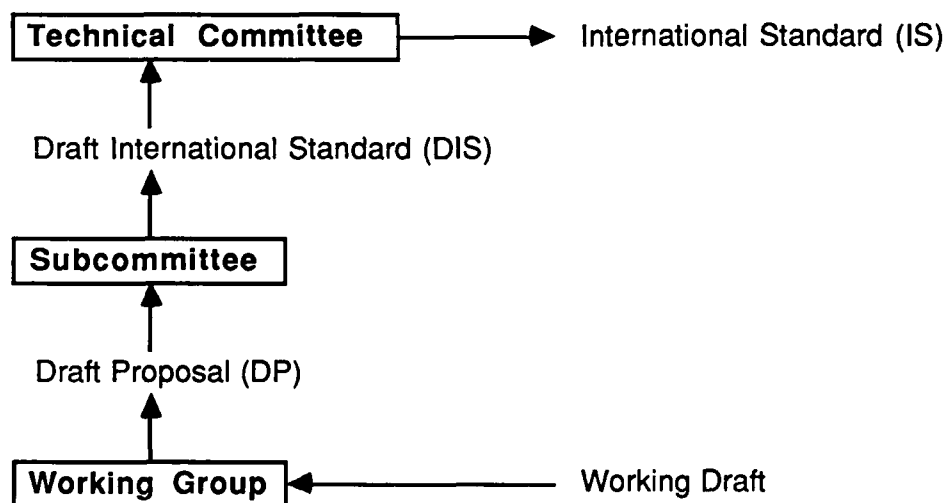 Technical Committee
International Standard (IS)
Draft International Standard (DIS)
Subcommittee
Draft Proposal (DP)
Working Group
Working Draft